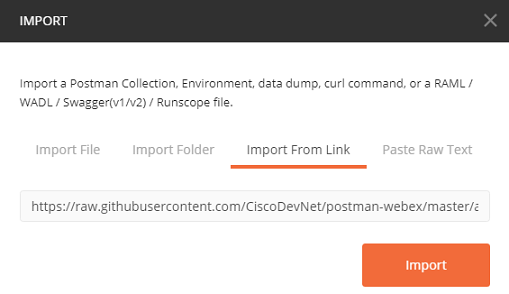 IMPORT
Import a Postman Collection, Environment, data dump, curl command, or a RAML /
WADL / Swagger(v1/v2) / Runscope file.
Import File Import Folder Import From Link Paste Raw Text
https://raw.githubusercontent.com/CiscoDevNet/postman-webex/master/a
Import